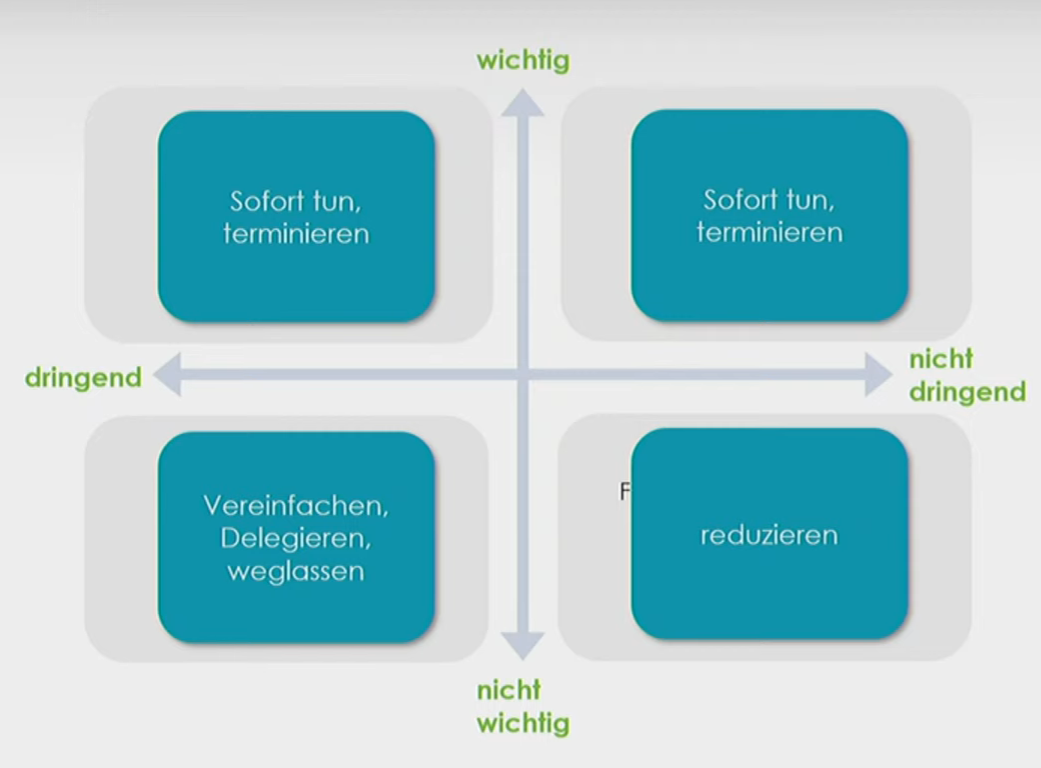 wichtig
Sofort tun,
terminieren
Sofort tun,
terminieren
dringend
nicht
dringend
Vereinfachen,
Delegieren,
weglassen
F
reduzieren
nicht
wichtig